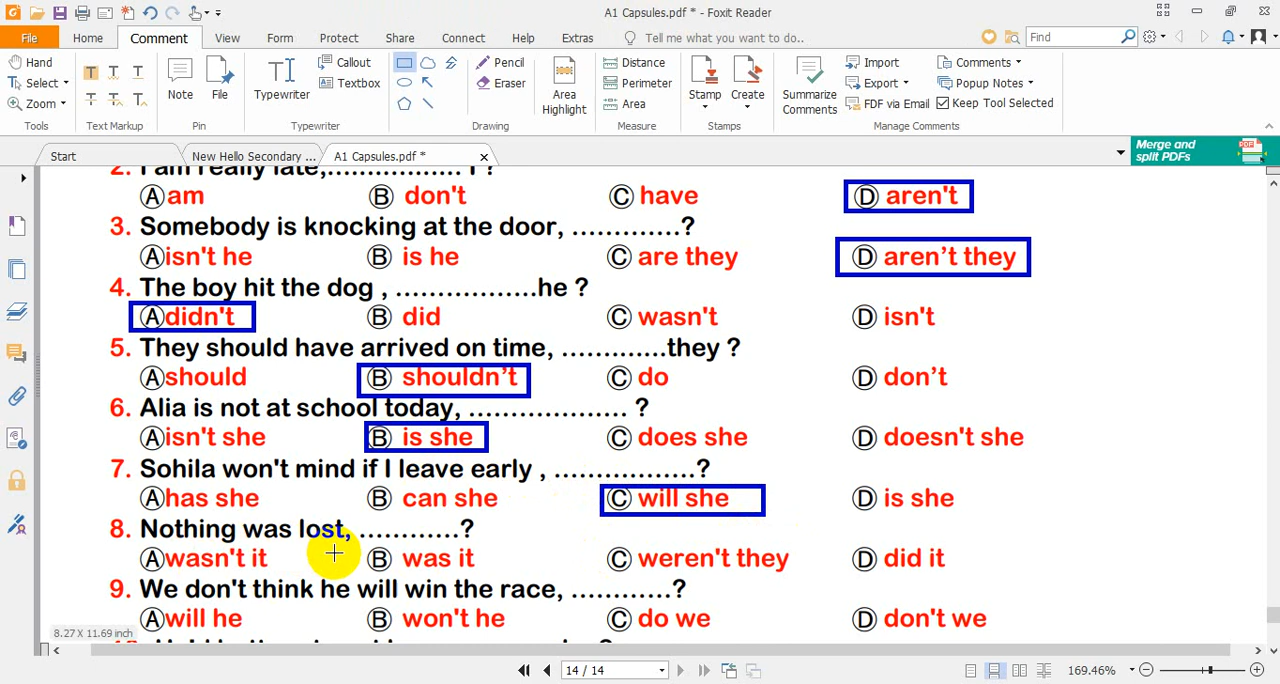 A1 Capsules.pdf * - Foxit Reader
File Home Comment View Form Protect Share Connect Help Extras Tell me what you want to do.. Find
Hand Select Zoom Tools
Text Markup
Note File Pin
Typewriter Callout Textbox Typewriter
Pencil Eraser Area Highlight Drawing
Distance Perimeter Area Measure
Stamp Create Stamps
Summarize Comments Import Export FDF via Email Comments Popup Notes Keep Tool Selected Manage Comments
Start New Hello Secondary ... A1 Capsules.pdf * Merge and split PDFs
2. I am really late,................ I ?
A am B don't C have D aren't
3. Somebody is knocking at the door, .............?
A isn't he B is he C are they D aren’t they
4. The boy hit the dog , .................he ?
A didn't B did C wasn't D isn't
5. They should have arrived on time, .............they ?
A should B shouldn’t C do D don’t
6. Alia is not at school today, ................... ?
A isn't she B is she C does she D doesn't she
7. Sohila won't mind if I leave early , .................?
A has she B can she C will she D is she
8. Nothing was lost, ............?
A wasn't it B was it C weren't they D did it
9. We don't think he will win the race, ............?
A will he B won't he C do we D don't we
8.27 X 11.69 inch
14 / 14 169.46%